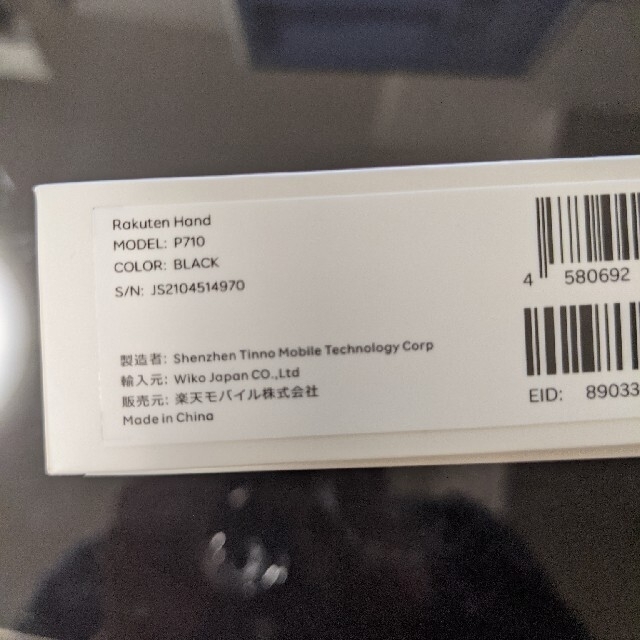 Rakuten Hand
MODEL: P710
COLOR: BLACK
S/N: JS2104514970
製造者: Shenzhen Tinno Mobile Technology Corp
輸入元: Wiko Japan CO.,Ltd
販売元: 楽天モバイル株式会社
Made in China
4 580692
EID: 89033